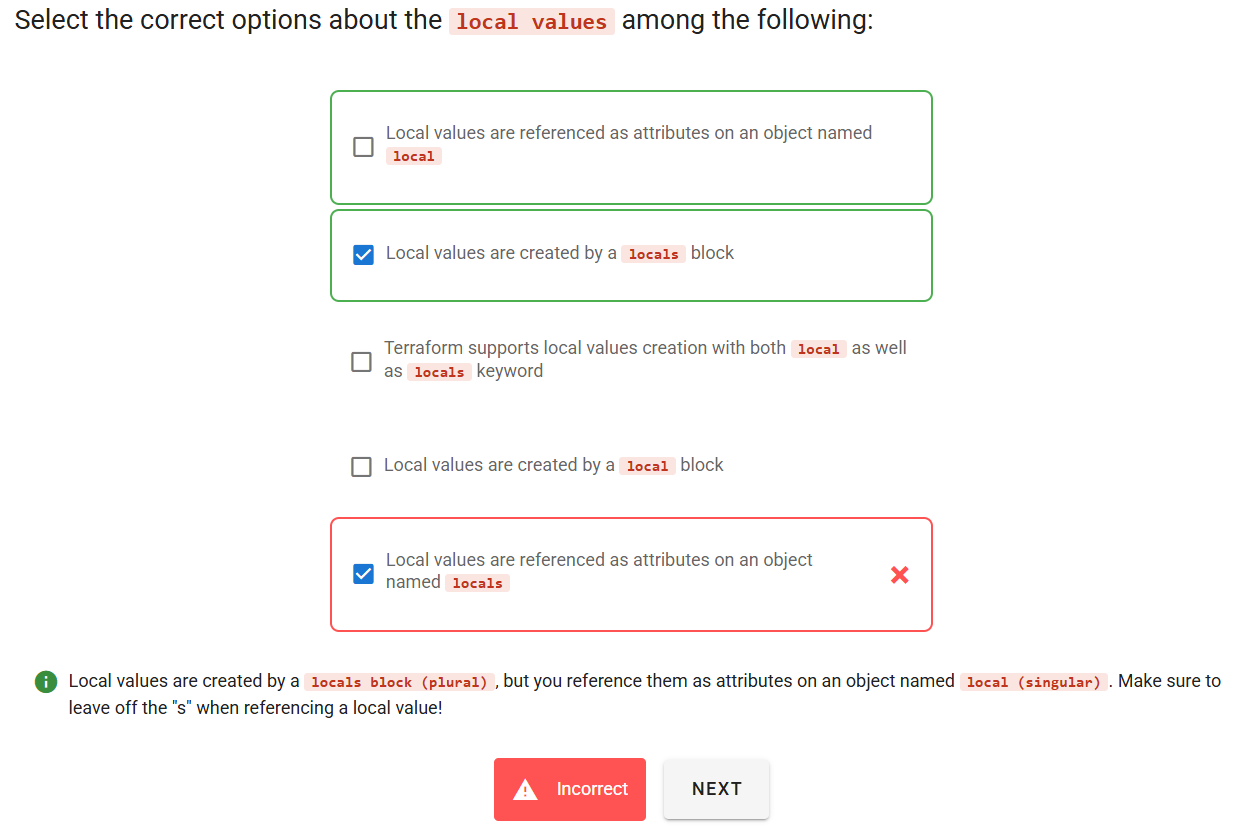 Select the correct options about the local values among the following:
Local values are referenced as attributes on an object named
local
Local values are created by a locals block
Terraform supports local values creation with both local as well
as locals keyword
Local values are created by a local block
Local values are referenced as attributes on an object
named locals
Local values are created by a locals block (plural), but you reference them as attributes on an object named local (singular). Make sure to
leave off the "s" when referencing a local value!
Incorrect
NEXT